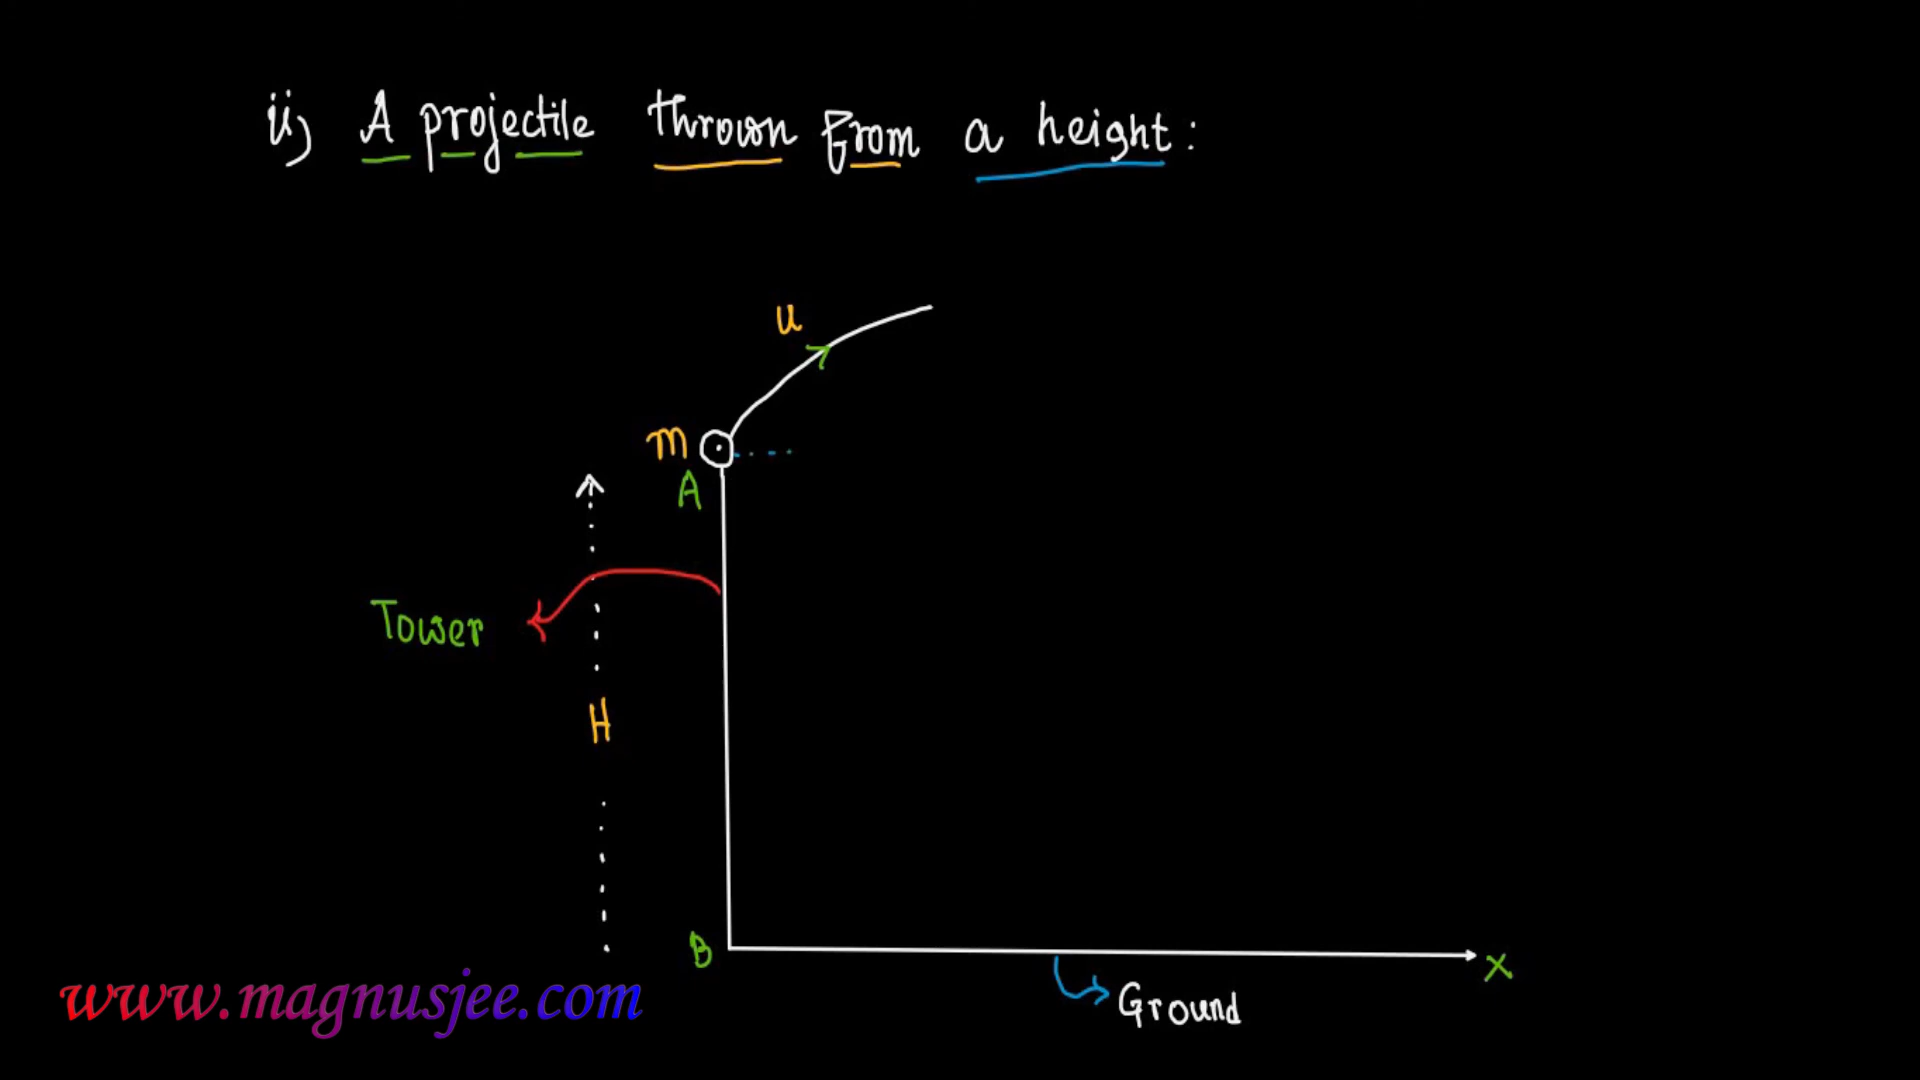 ii) A projectile thrown from a height:
u
m
A
Tower
H
B
X
Ground
www.magnusjee.com